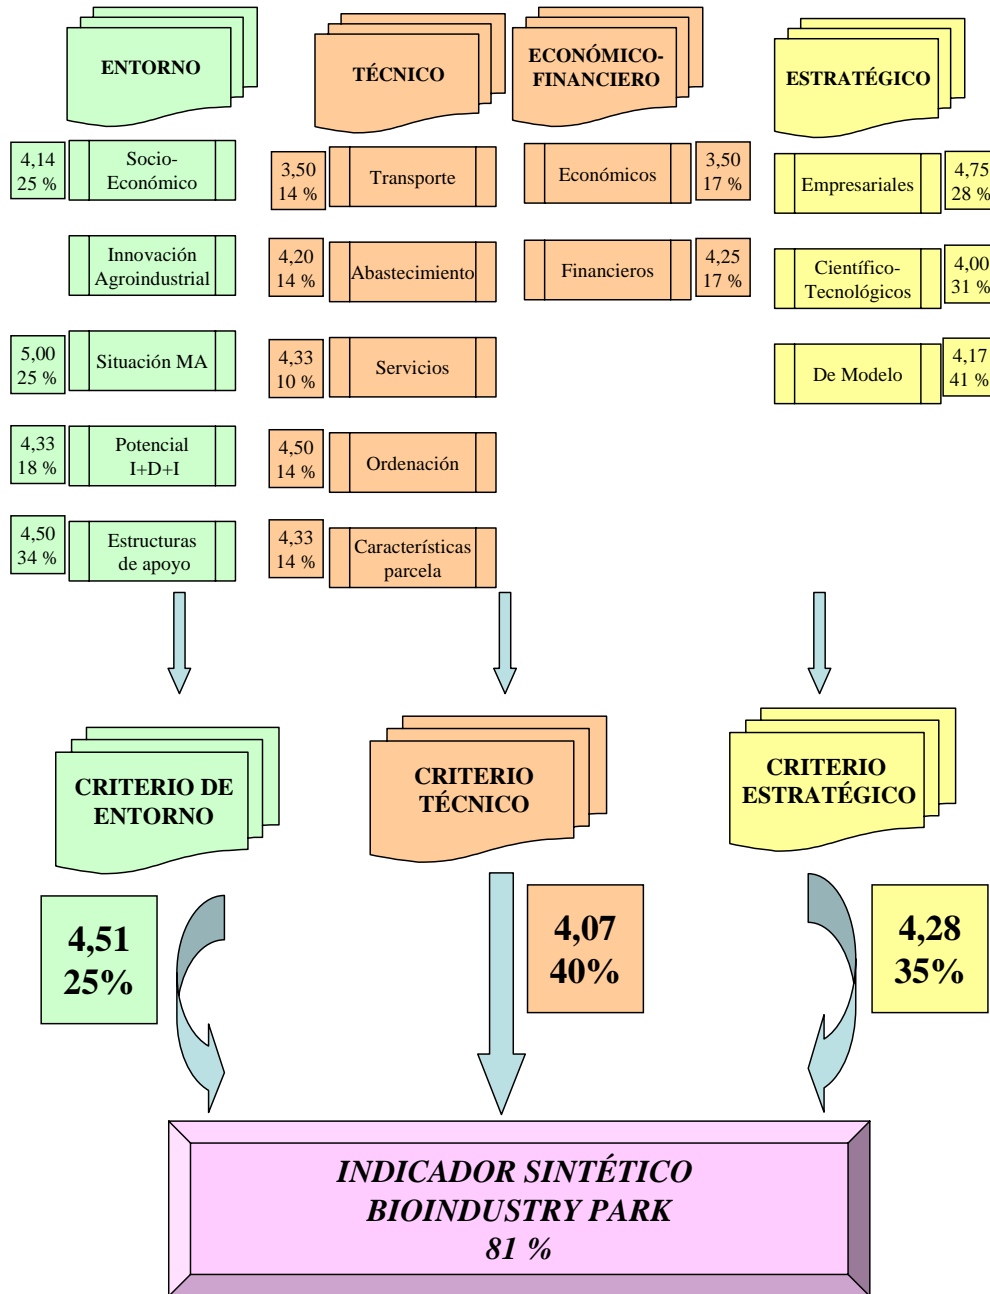 ENTORNO
TÉCNICO
ECONÓMICO-
FINANCIERO
ESTRATÉGICO
4,14
25 %
Socio-
Económico
3,50
14 %
Transporte
Económicos
3,50
17 %
Empresariales
4,75
28 %
Innovación
Agroindustrial
4,20
14 %
Abastecimiento
Financieros
4,25
17 %
Científico-
Tecnológicos
4,00
31 %
5,00
25 %
Situación MA
4,33
10 %
Servicios
De Modelo
4,17
41 %
4,33
18 %
Potencial
I+D+I
4,50
14 %
Ordenación
4,50
34 %
Estructuras
de apoyo
4,33
14 %
Características
parcela
CRITERIO DE
ENTORNO
CRITERIO
TÉCNICO
CRITERIO
ESTRATÉGICO
4,51
25%
4,07
40%
4,28
35%
INDICADOR SINTÉTICO
BIOINDUSTRY PARK
81 %